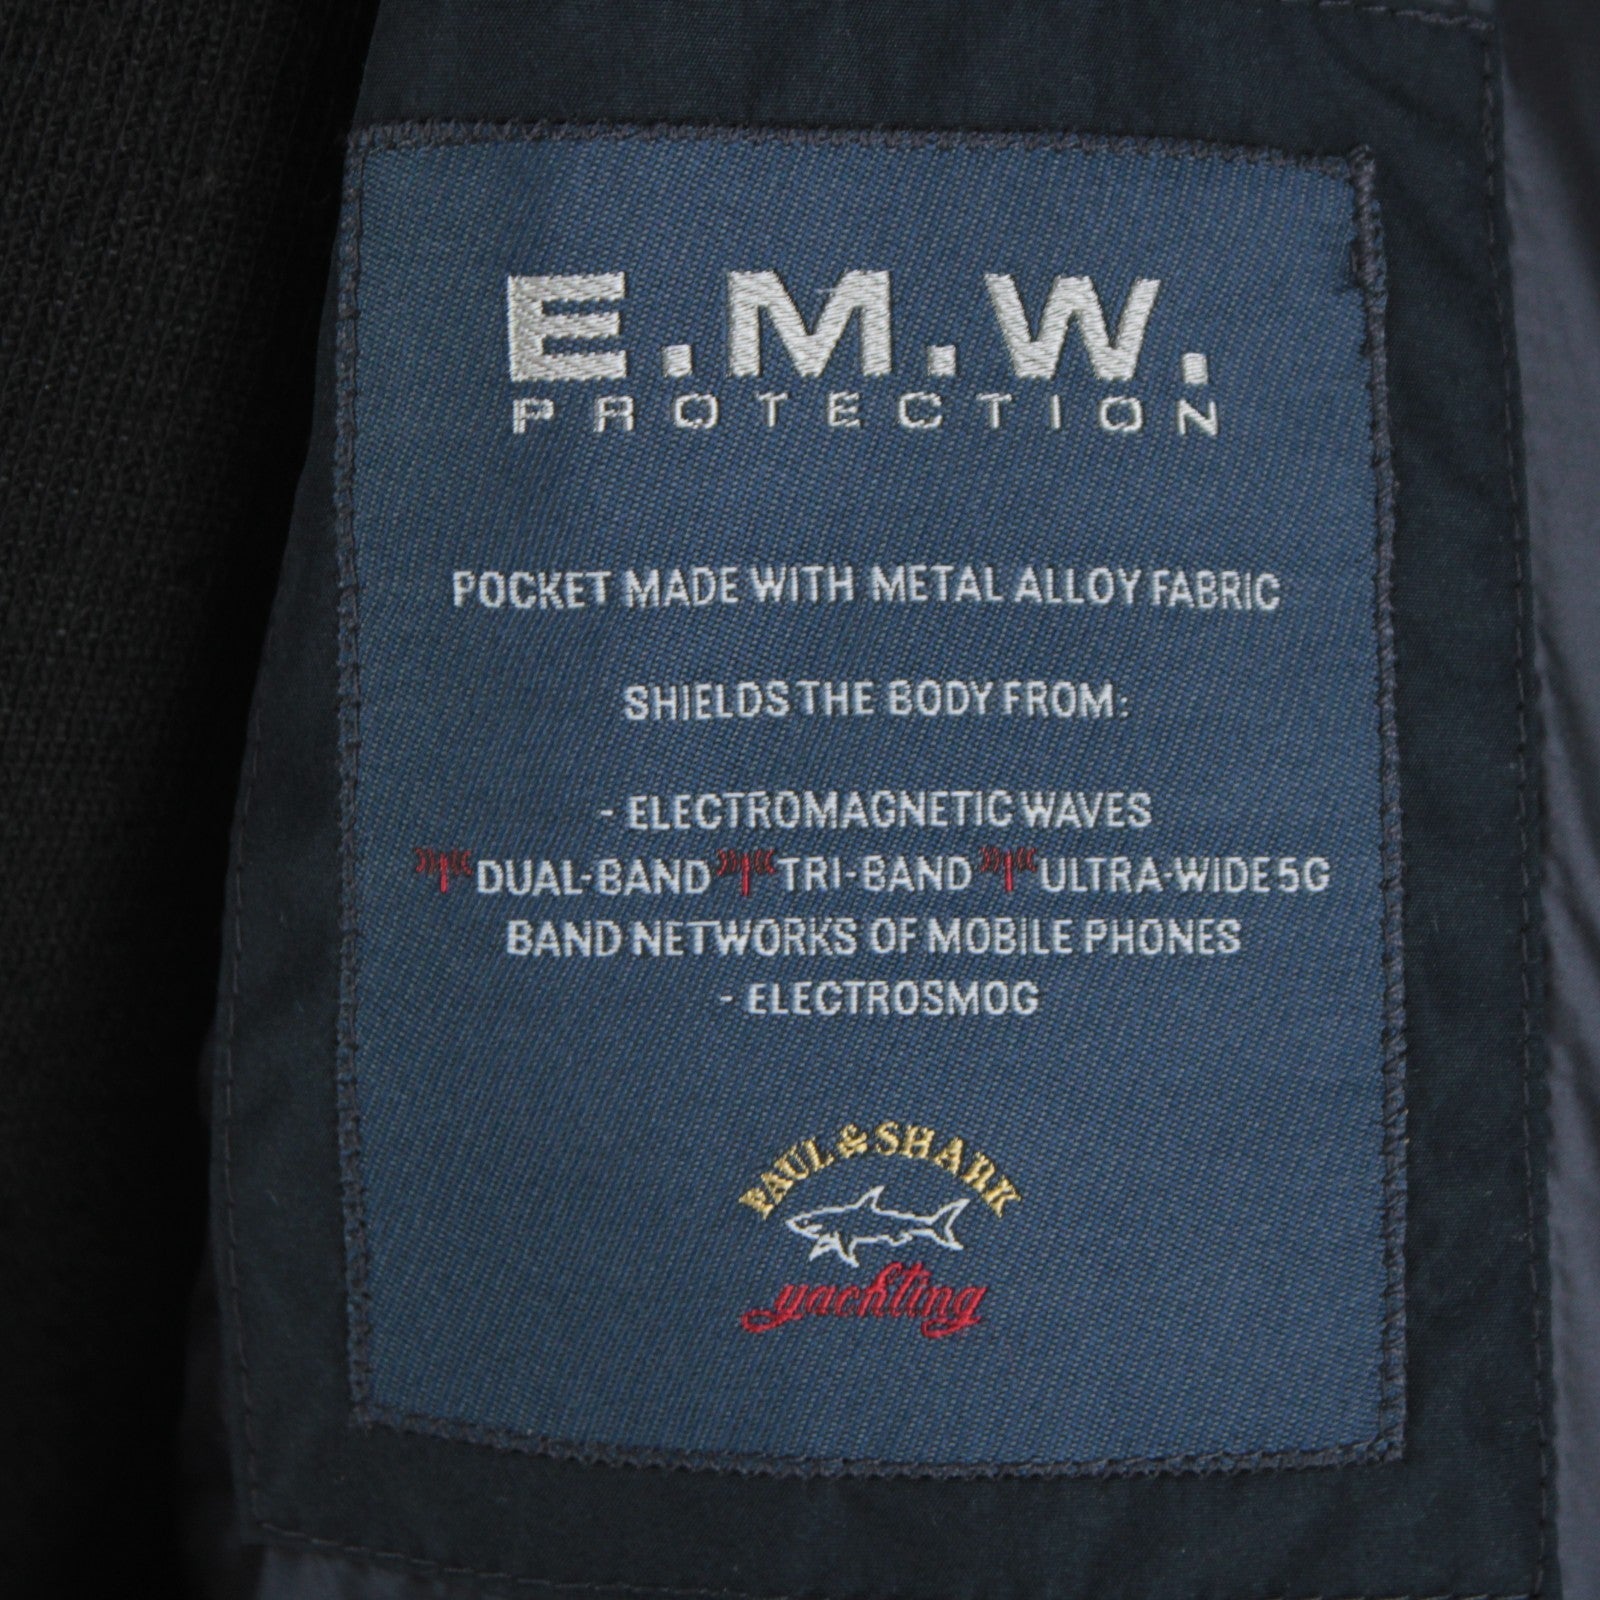 E.M.W.
PROTECTION
POCKET MADE WITH METAL ALLOY FABRIC
SHIELDS THE BODY FROM:
- ELECTROMAGNETIC WAVES
DUAL-BAND TRI-BAND ULTRA-WIDE 5G
BAND NETWORKS OF MOBILE PHONES
- ELECTROSMOG
PAUL & SHARK
yachting